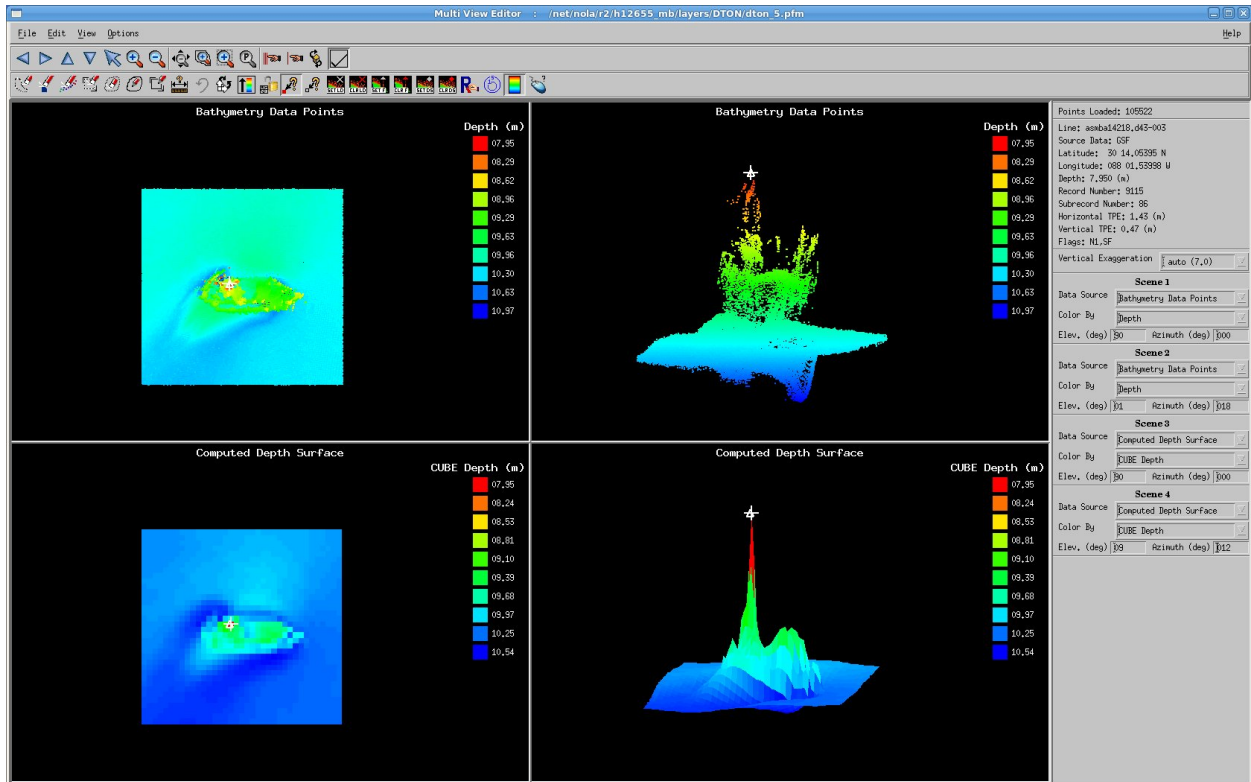 Multi View Editor : /net/nola/r2/h12655_mb/layers/DTON/dton_5.pfm
File Edit View Options Help
Bathymetry Data Points
Depth (m)
07.95
08.29
08.62
08.96
09.29
09.63
09.96
10.30
10.63
10.97
Bathymetry Data Points
Depth (m)
07.95
08.29
08.62
08.96
09.29
09.63
09.96
10.30
10.63
10.97
Computed Depth Surface
CUBE Depth (m)
07.95
08.24
08.53
08.81
09.10
09.39
09.68
09.97
10.25
10.54
Computed Depth Surface
CUBE Depth (m)
07.95
08.24
08.53
08.81
09.10
09.39
09.68
09.97
10.25
10.54
Points Loaded: 105522
Line: asmba14218.d43-003
Source Data: GSF
Latitude: 30 14.05395 N
Longitude: 088 01.53998 W
Depth: 7.950 (m)
Record Number: 9115
Subrecord Number: 86
Horizontal TPE: 1.43 (m)
Vertical TPE: 0.47 (m)
Flags: N1,SF
Vertical Exaggeration auto (7.0)
Scene 1
Data Source Bathymetry Data Points
Color By Depth
Elev. (deg) 90 Azimuth (deg) 000
Scene 2
Data Source Bathymetry Data Points
Color By Depth
Elev. (deg) 01 Azimuth (deg) 018
Scene 3
Data Source Computed Depth Surface
Color By CUBE Depth
Elev. (deg) 90 Azimuth (deg) 000
Scene 4
Data Source Computed Depth Surface
Color By CUBE Depth
Elev. (deg) 09 Azimuth (deg) 012